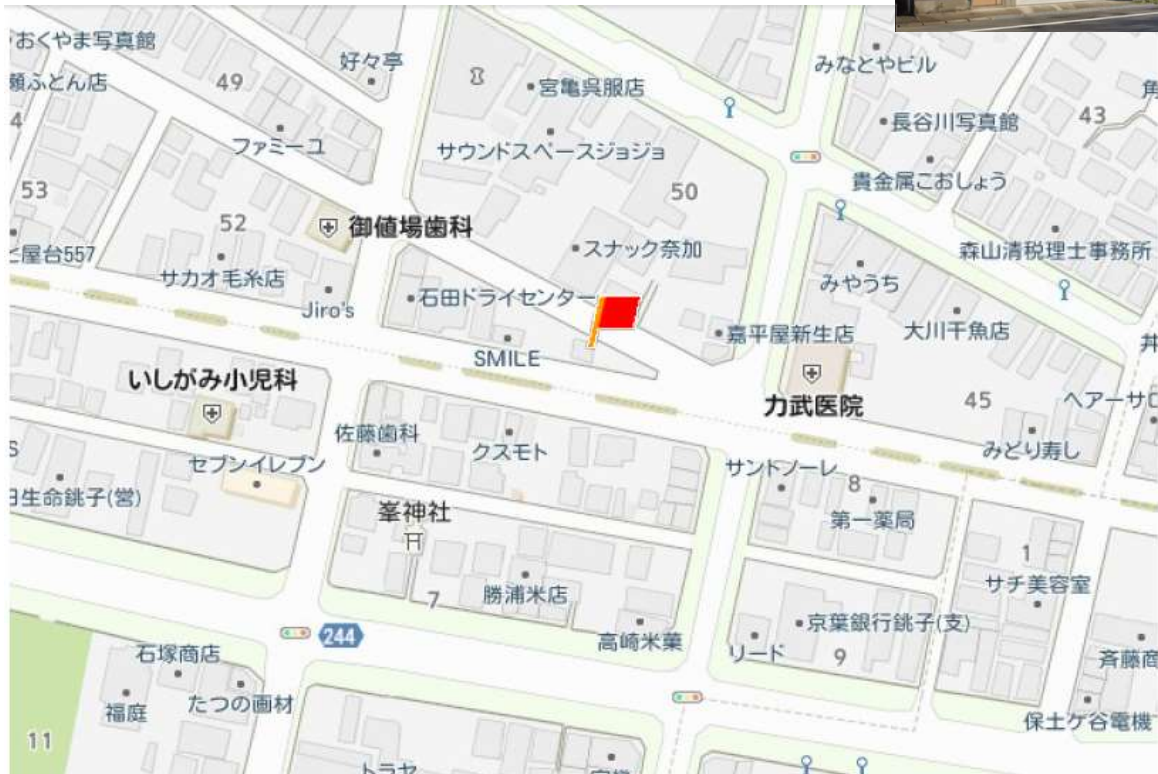 おくやま写真館
好々亭
みなとやビル
宮亀呉服店
49
43
長谷川写真館
ファミーユ
サウンドスペースジョジョ
貴金属こおしょう
53
50
52
御値場歯科
スナック奈加
森山清税理士事務所
屋台557
サカオ毛糸店
みやうち
石田ドライセンター
Jiro's
嘉平屋新生店
大川干魚店
SMILE
いしがみ小児科
力武医院
45
佐藤歯科
クスモト
みどり寿し
セブンイレブン
サントノーレ
8
生命銚子(営)
峯神社
第一薬局
1
勝浦米店
7
サチ美容室
244
高崎米菓
京葉銀行銚子(支)
リード
9
石塚商店
たつの画材
福庭
保土ケ谷電機
11